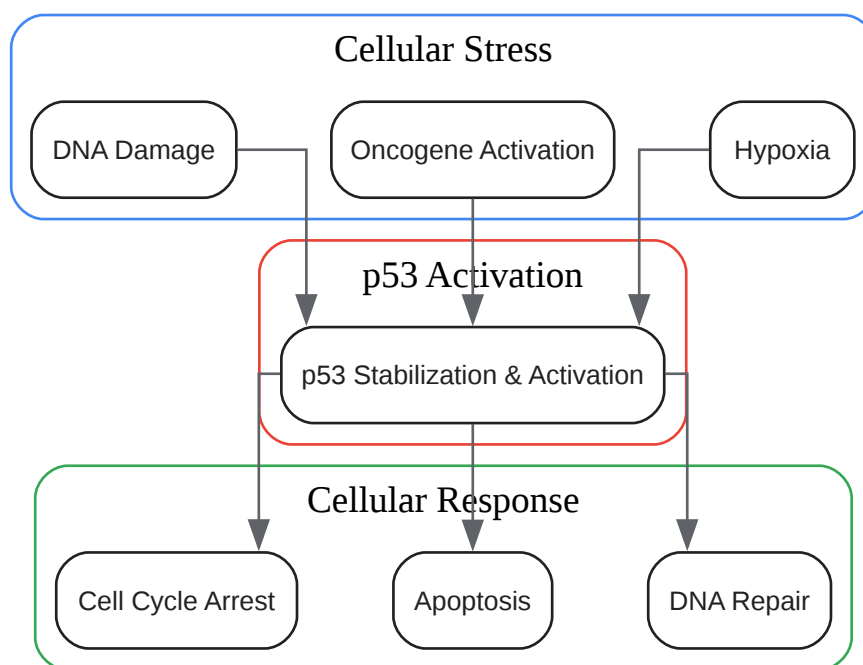 Cellular Stress
DNA Damage
Oncogene Activation
Hypoxia
p53 Activation
p53 Stabilization & Activation
Cellular Response
Cell Cycle Arrest
Apoptosis
DNA Repair